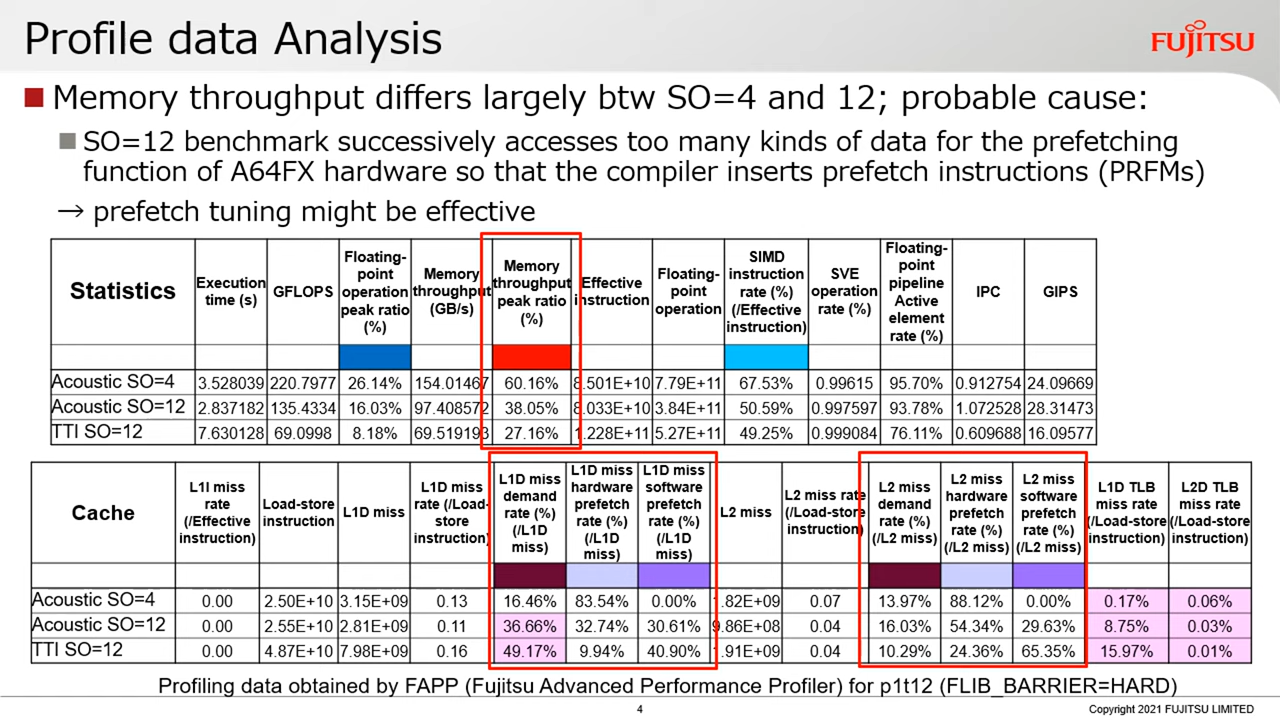 Profile data Analysis
FUJITSU
Memory throughput differs largely btw SO=4 and 12; probable cause:
SO=12 benchmark successively accesses too many kinds of data for the prefetching
function of A64FX hardware so that the compiler inserts prefetch instructions (PRFMs)
→ prefetch tuning might be effective
Statistics | Execution time (s) | GFLOPS | Floating-point operation peak ratio (%) | Memory throughput (GB/s) | Memory throughput peak ratio (%) | Effective instruction | Floating-point operation | SIMD instruction rate (%) (/Effective instruction) | SVE operation rate (%) | Floating-point pipeline Active element rate (%) | IPC | GIPS
Acoustic SO=4 | 3.528039 | 220.7977 | 26.14% | 154.01467 | 60.16% | 8.501E+10 | 7.79E+11 | 67.53% | 0.99615 | 95.70% | 0.912754 | 24.09669
Acoustic SO=12 | 2.837182 | 135.4334 | 16.03% | 97.408572 | 38.05% | 8.033E+10 | 3.84E+11 | 50.59% | 0.997597 | 93.78% | 1.072528 | 28.31473
TTI SO=12 | 7.630128 | 69.0998 | 8.18% | 69.519193 | 27.16% | 1.228E+11 | 5.27E+11 | 49.25% | 0.999084 | 76.11% | 0.609688 | 16.09577
Cache | L1I miss rate (/Effective instruction) | Load-store instruction | L1D miss | L1D miss rate (/Load-store instruction) | L1D miss demand rate (%) (/L1D miss) | L1D miss hardware prefetch rate (%) (/L1D miss) | L1D miss software prefetch rate (%) (/L1D miss) | L2 miss | L2 miss rate (/Load-store instruction) | L2 miss demand rate (%) (/L2 miss) | L2 miss hardware prefetch rate (%) (/L2 miss) | L2 miss software prefetch rate (%) (/L2 miss) | L1D TLB miss rate (/Load-store instruction) | L2D TLB miss rate (/Load-store instruction)
Acoustic SO=4 | 0.00 | 2.50E+10 | 3.15E+09 | 0.13 | 16.46% | 83.54% | 0.00% | 1.82E+09 | 0.07 | 13.97% | 88.12% | 0.00% | 0.17% | 0.06%
Acoustic SO=12 | 0.00 | 2.55E+10 | 2.81E+09 | 0.11 | 36.66% | 32.74% | 30.61% | 9.86E+08 | 0.04 | 16.03% | 54.34% | 29.63% | 8.75% | 0.03%
TTI SO=12 | 0.00 | 4.87E+10 | 7.98E+09 | 0.16 | 49.17% | 9.94% | 40.90% | 1.91E+09 | 0.04 | 10.29% | 24.36% | 65.35% | 15.97% | 0.01%
Profiling data obtained by FAPP (Fujitsu Advanced Performance Profiler) for p1t12 (FLIB_BARRIER=HARD)
4
Copyright 2021 FUJITSU LIMITED